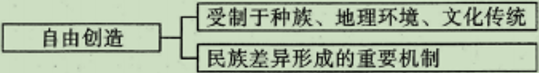 受制于种族、地理环境、文化传统
自由创造
民族差异形成的重要机制